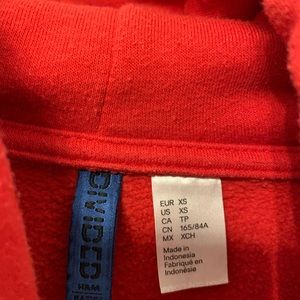 DIVIDED
H&M
EUR XS
US XS
CA TP
CN 165/84A
MX XCH
Made in
Indonesia
Fabriqué en
Indonésie